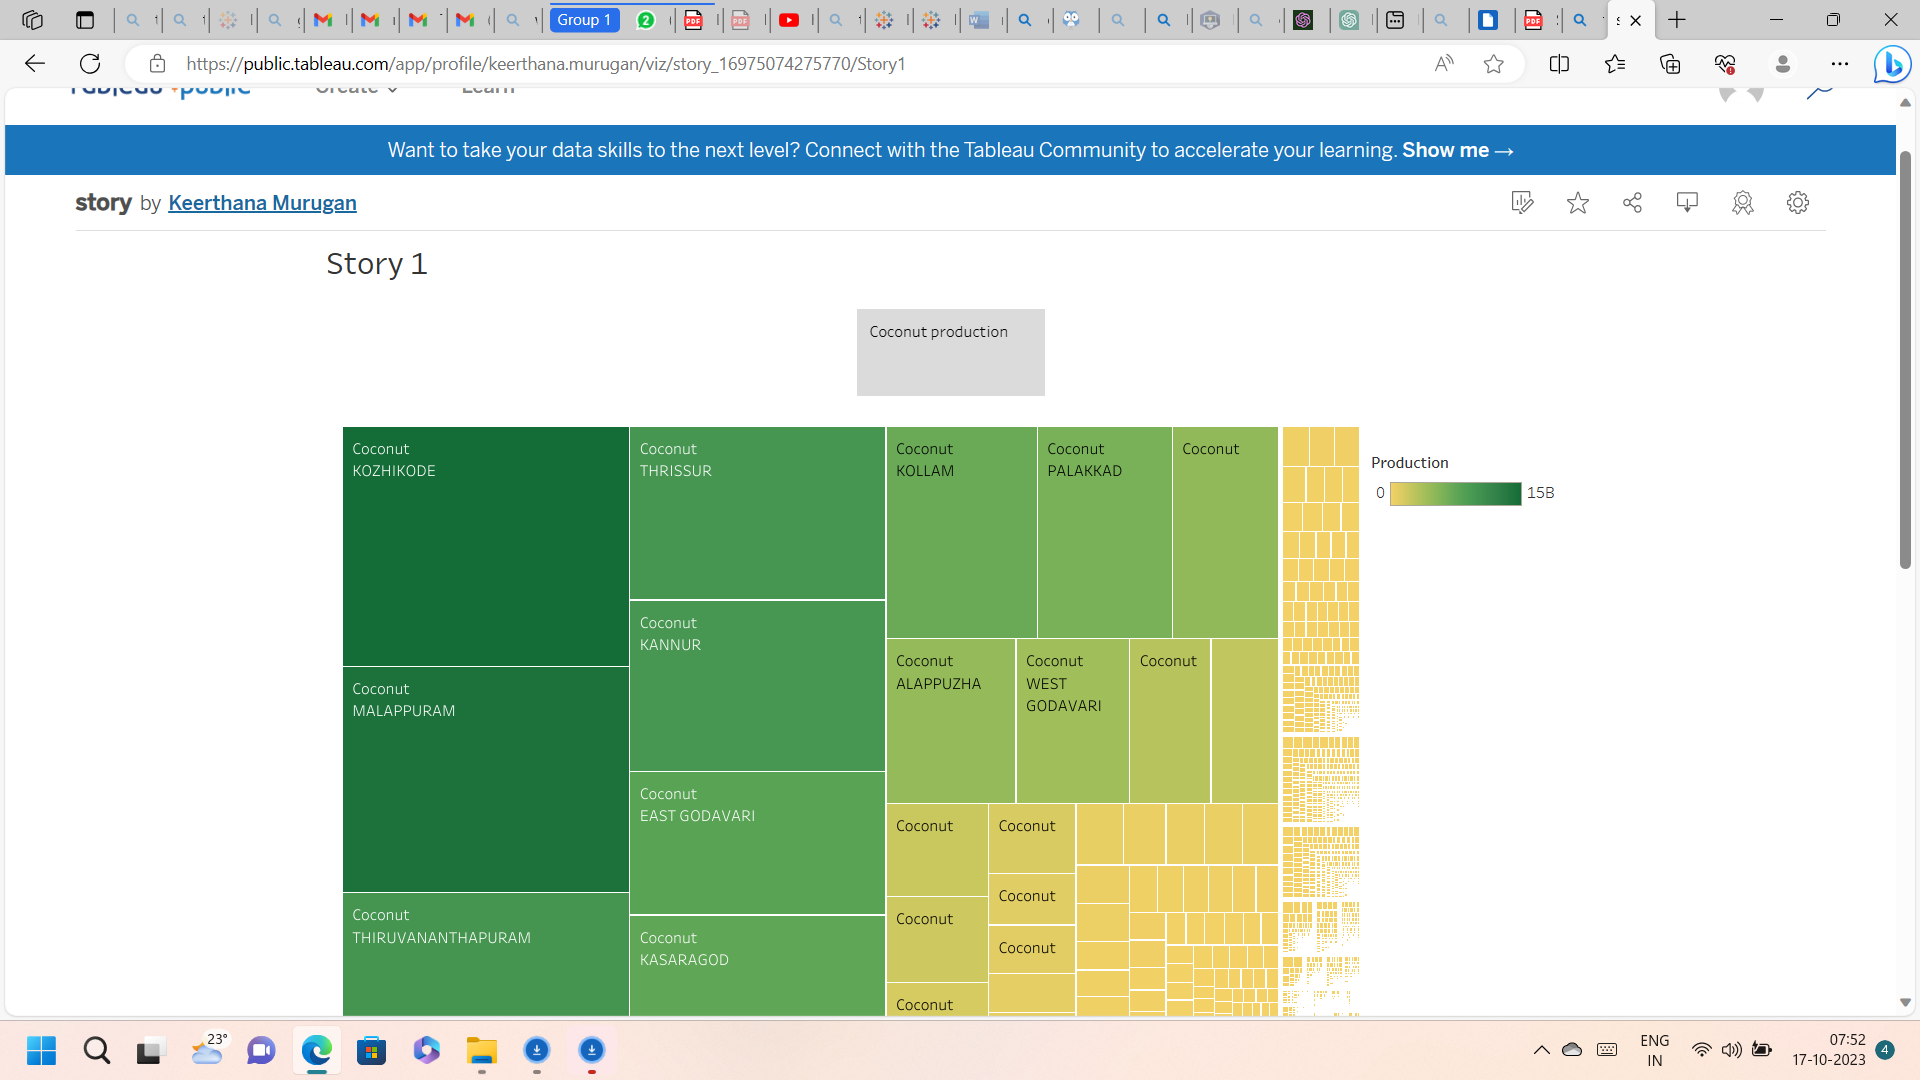 Group 1
https://public.tableau.com/app/profile/keerthana.murugan/viz/story_16975074275770/Story1
Create
Learn
Want to take your data skills to the next level? Connect with the Tableau Community to accelerate your learning. Show me →
story by Keerthana Murugan
Story 1
Coconut production
Coconut
KOZHIKODE
Coconut
THRISSUR
Coconut
KOLLAM
Coconut
PALAKKAD
Coconut
Production
0
15B
Coconut
KANNUR
Coconut
ALAPPUZHA
Coconut
WEST
GODAVARI
Coconut
Coconut
MALAPPURAM
Coconut
EAST GODAVARI
Coconut
Coconut
Coconut
Coconut
Coconut
THIRUVANANTHAPURAM
Coconut
KASARAGOD
Coconut
Coconut
23°
ENG
IN
07:52
17-10-2023
4